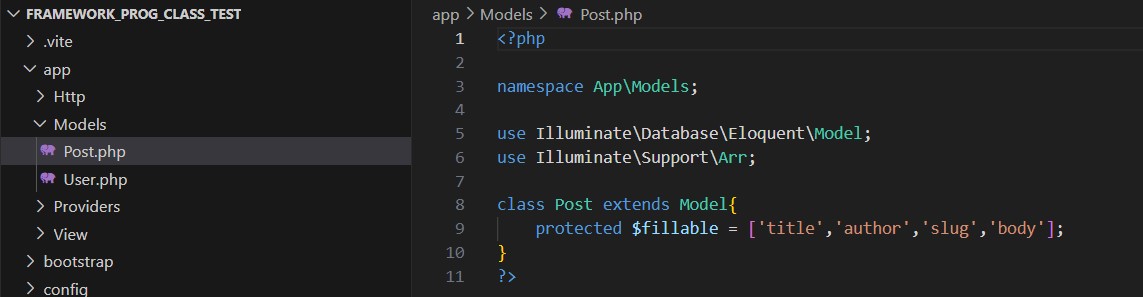 FRAMEWORK_PROG_CLASS_TEST
.vite
app
Http
Models
Post.php
User.php
Providers
View
bootstrap
config
app > Models > Post.php
1 <?php
2
3 namespace App\Models;
4
5 use Illuminate\Database\Eloquent\Model;
6 use Illuminate\Support\Arr;
7
8 class Post extends Model{
9     protected $fillable = ['title','author','slug','body'];
10 }
11 ?>